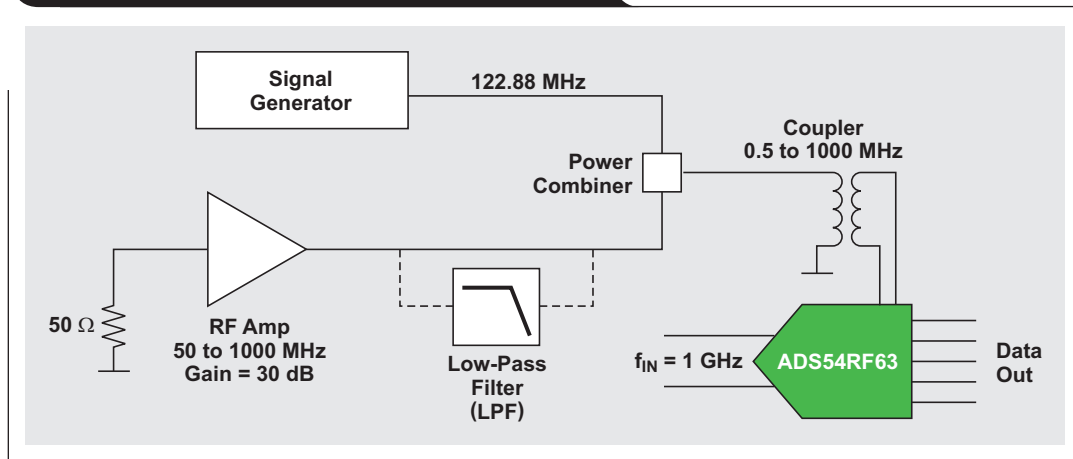 Signal
Generator
122.88 MHz
Coupler
0.5 to 1000 MHz
Power
Combiner
50 Ω
RF Amp
50 to 1000 MHz
Gain = 30 dB
Low-Pass
Filter
(LPF)
fIN = 1 GHz
ADS54RF63
Data
Out